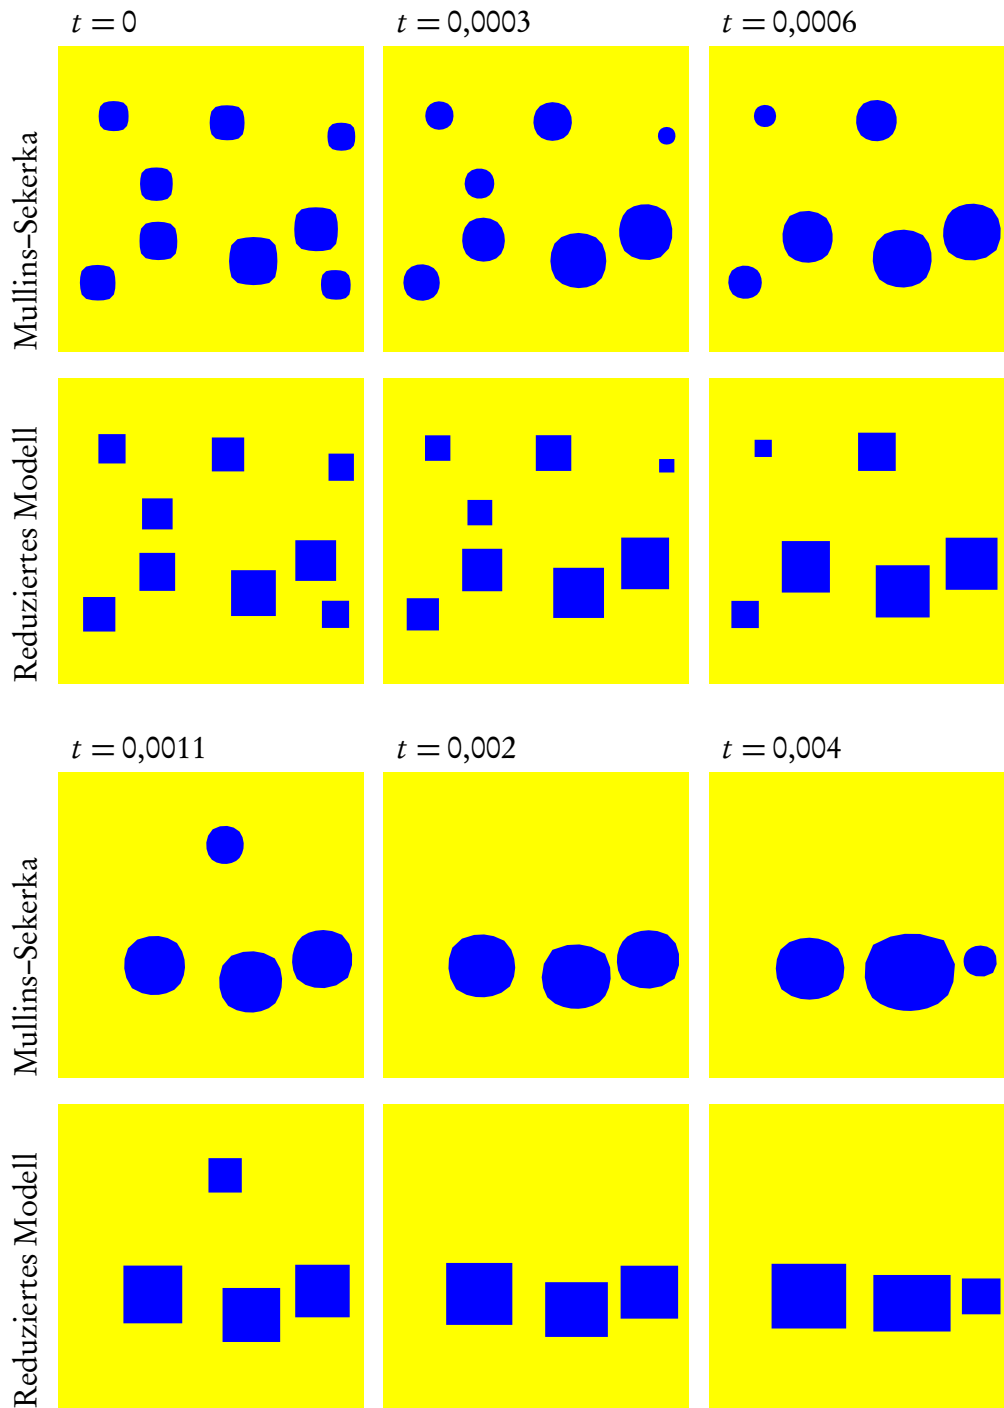 t = 0
t = 0,0003
t = 0,0006
Mullins–Sekerka
Reduziertes Modell
t = 0,0011
t = 0,002
t = 0,004
Mullins–Sekerka
Reduziertes Modell